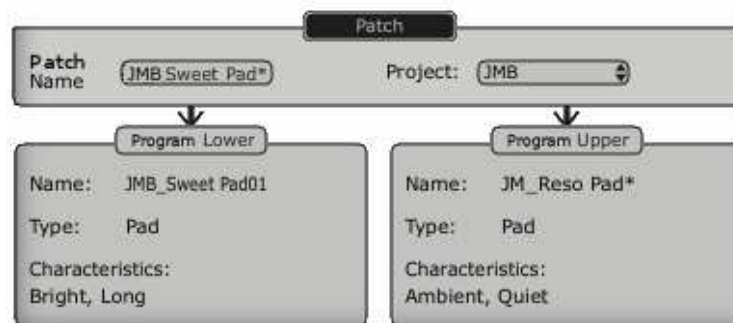 Patch
Patch Name
JMB Sweet Pad*
Project: JMB
Program Lower
Name: JMB_Sweet Pad01
Type: Pad
Characteristics:
Bright, Long
Program Upper
Name: JM_Reso Pad*
Type: Pad
Characteristics:
Ambient, Quiet